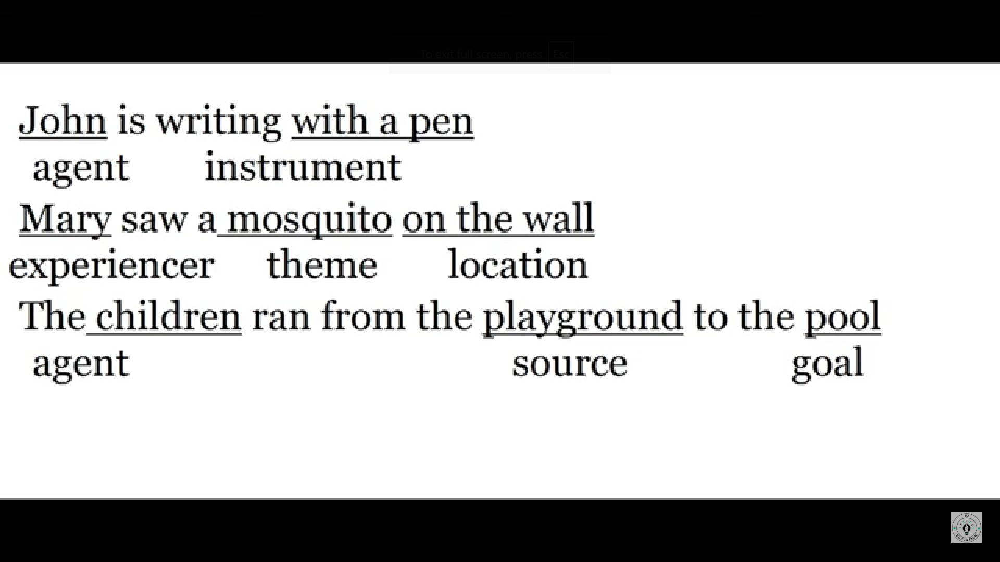 To exit full screen, press Esc
John is writing with a pen
agent instrument
Mary saw a mosquito on the wall
experiencer theme location
The children ran from the playground to the pool
agent source goal
EDUCATION